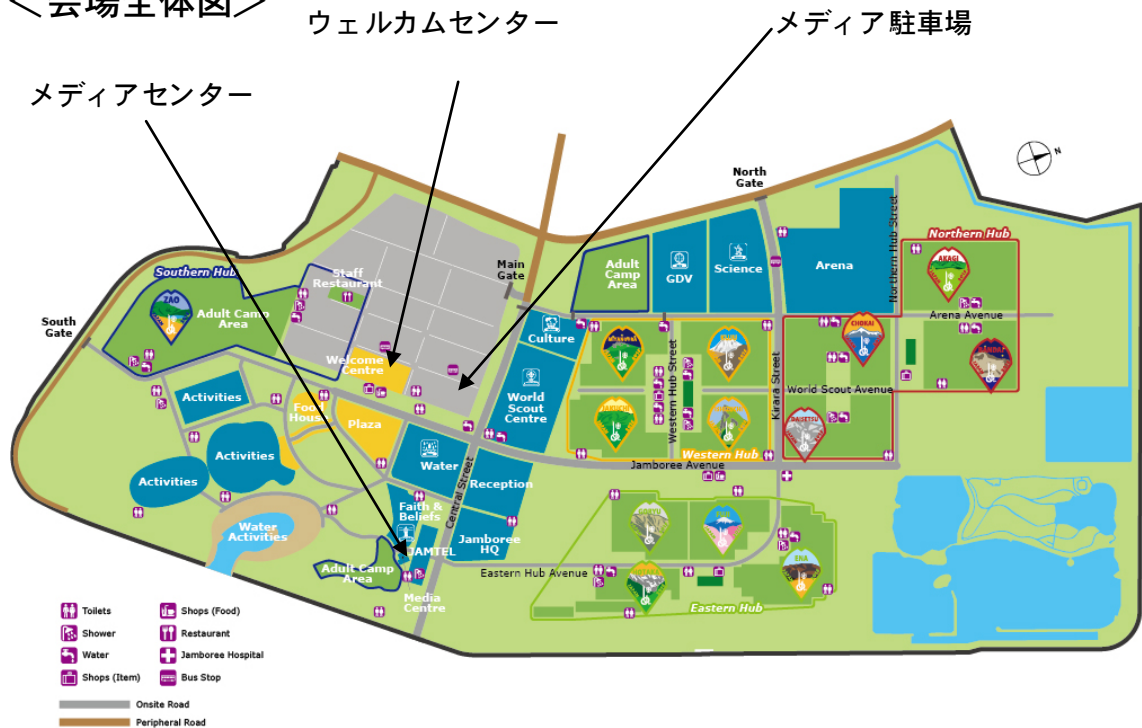 ＜会場全体図＞
ウェルカムセンター
メディア駐車場
メディアセンター
N
North
Gate
Northern Hub
Northern Hub Street
AKAGI
Southern Hub
Staff
Restaurant
Main
Gate
Adult
Camp
Area
GDV
Science
Arena
ZAO
Adult Camp
Area
South
Gate
Arena Avenue
CHOKAI
Culture
Welcome
Centre
Western Hub Street
Kirara Street
World Scout Avenue
World
Scout
Centre
Activities
Food
House
Plaza
DAISETSU
Western Hub
Jamboree Avenue
Activities
Water
Central Street
Reception
Activities
Faith &
Beliefs
Water
Activities
JAMTEL
Jamboree
HQ
ENA
Adult Camp
Area
Eastern Hub Avenue
Media
Centre
Eastern Hub
Toilets
Shops (Food)
Shower
Restaurant
Water
Jamboree Hospital
Shops (Item)
Bus Stop
Onsite Road
Peripheral Road